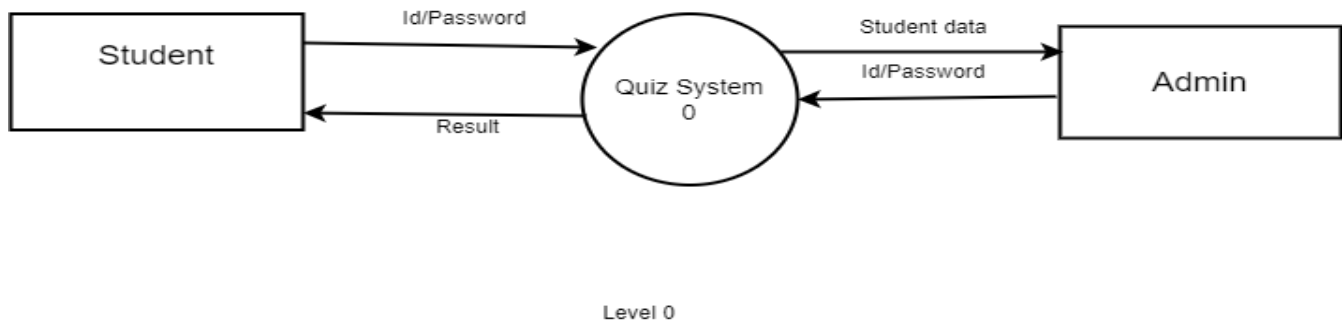 Id/Password
Student
Result
Quiz System
0
Student data
Id/Password
Admin
Level 0